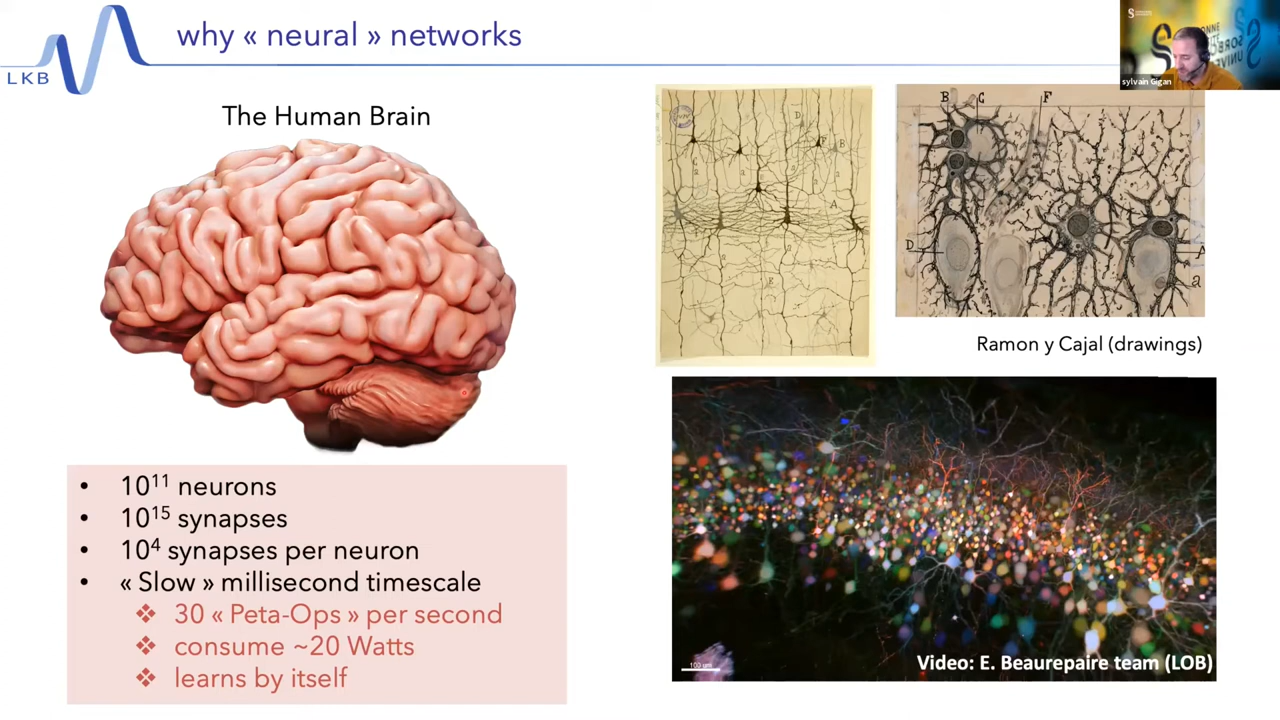 why « neural » networks
LKB
sylvain Gigan
The Human Brain
B
C
F
D
A
a
Ramon y Cajal (drawings)
• 10¹¹ neurons
• 10¹⁵ synapses
• 10⁴ synapses per neuron
• « Slow » millisecond timescale
❖ 30 « Peta-Ops » per second
❖ consume ~20 Watts
❖ learns by itself
100 µm
Video: E. Beaurepaire team (LOB)